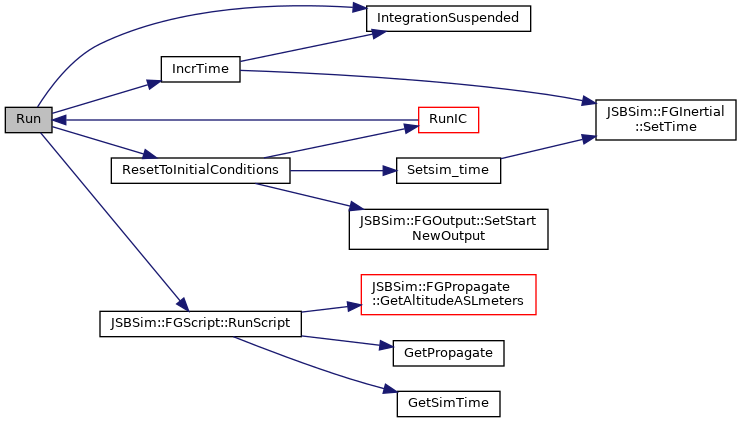 IntegrationSuspended
IncrTime
Run
RunIC
JSBSim::FGInertial
::SetTime
ResetToInitialConditions
Setsim_time
JSBSim::FGOutput::SetStart
NewOutput
JSBSim::FGPropagate
::GetAltitudeASLmeters
JSBSim::FGScript::RunScript
GetPropagate
GetSimTime